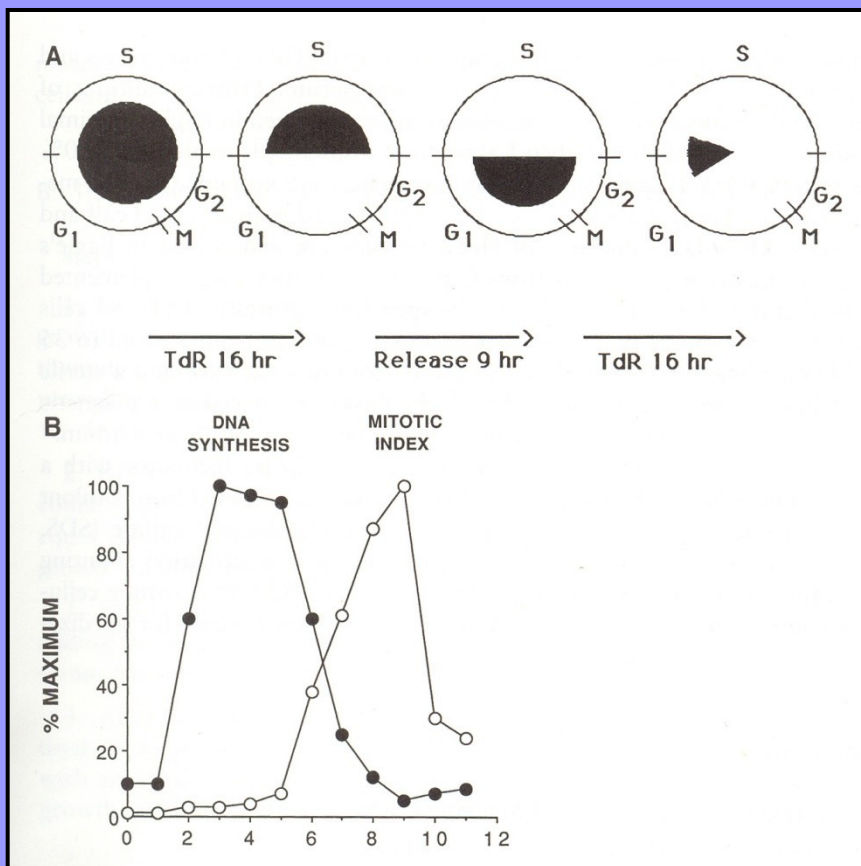 A
S
S
S
S
G1
M
G2
G1
M
G2
G1
M
G2
G1
M
G2
TdR 16 hr
Release 9 hr
TdR 16 hr
B
DNA
SYNTHESIS
MITOTIC
INDEX
% MAXIMUM
100
80
60
40
20
0
0
2
4
6
8
10
12